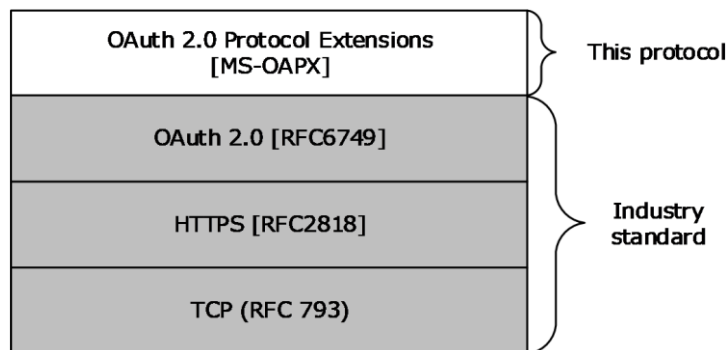 OAuth 2.0 Protocol Extensions
[MS-OAPX]
This protocol
OAuth 2.0 [RFC6749]
HTTPS [RFC2818]
Industry
standard
TCP (RFC 793)